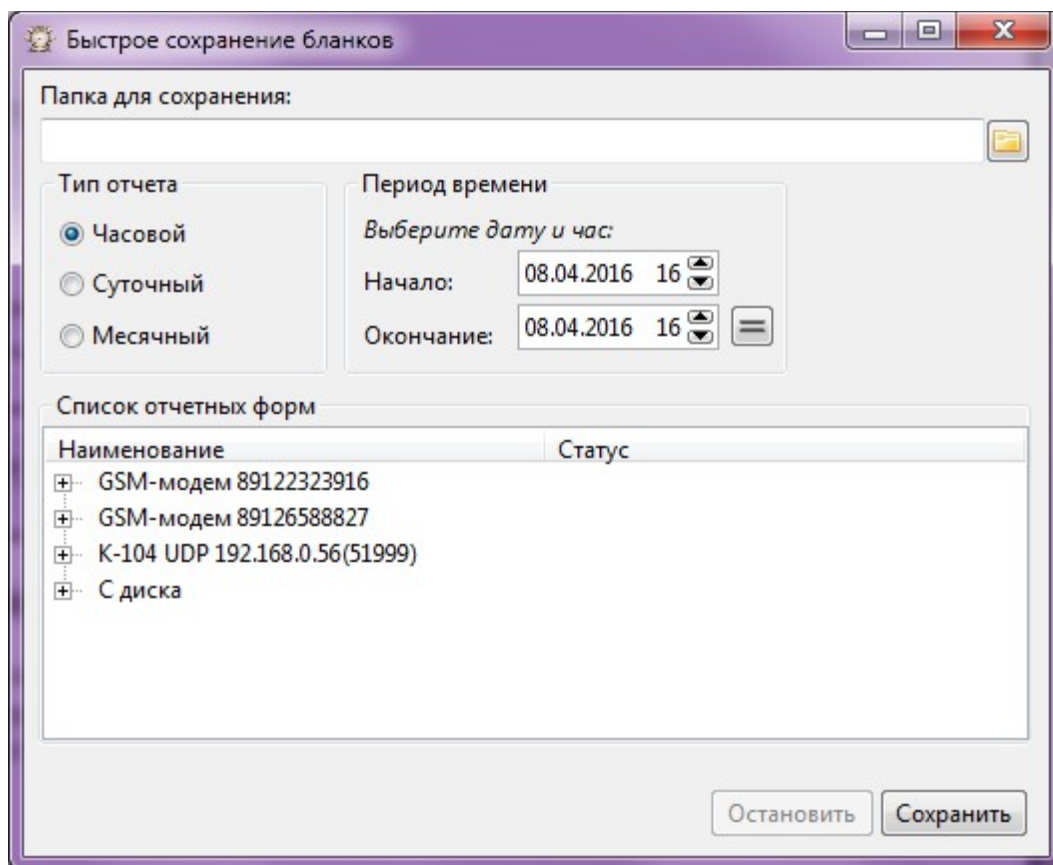 Быстрое сохранение бланков
Папка для сохранения:
Тип отчета
Часовой
Суточный
Месячный
Период времени
Выберите дату и час:
Начало: 08.04.2016 16
Окончание: 08.04.2016 16
Список отчетных форм
Наименование Статус
GSM-модем 89122323916
GSM-модем 89126588827
К-104 UDP 192.168.0.56(51999)
С диска
Остановить Сохранить